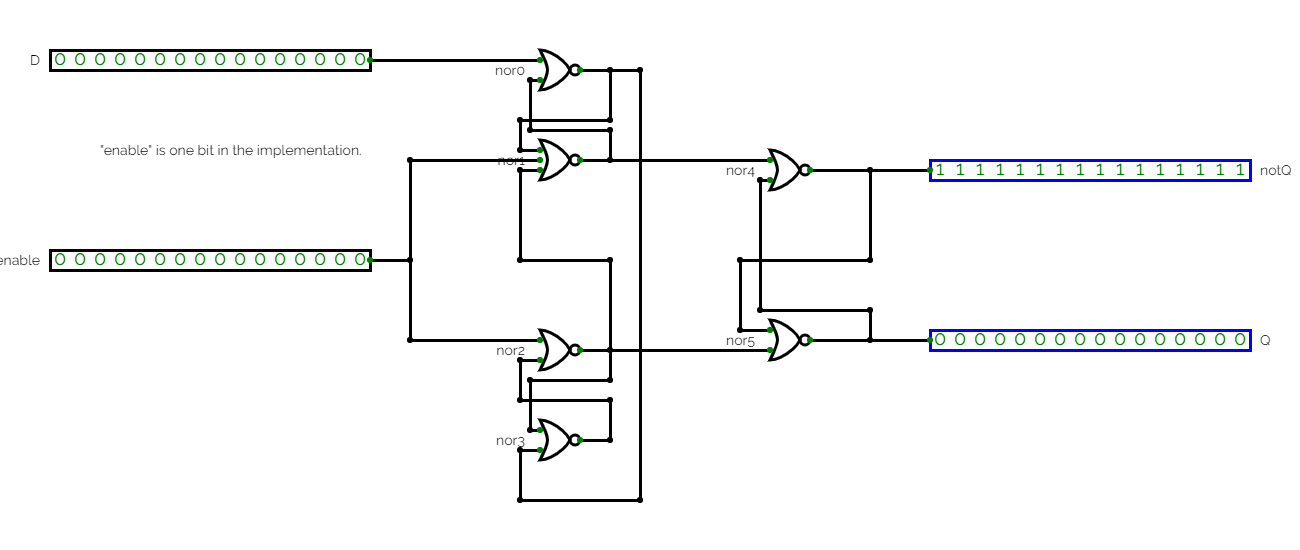 D
0 0 0 0 0 0 0 0 0 0 0 0 0 0 0 0
nor0
"enable" is one bit in the implementation.
nor1
nor4
1 1 1 1 1 1 1 1 1 1 1 1 1 1 1 1
notQ
enable
0 0 0 0 0 0 0 0 0 0 0 0 0 0 0 0
nor2
nor5
0 0 0 0 0 0 0 0 0 0 0 0 0 0 0 0
Q
nor3